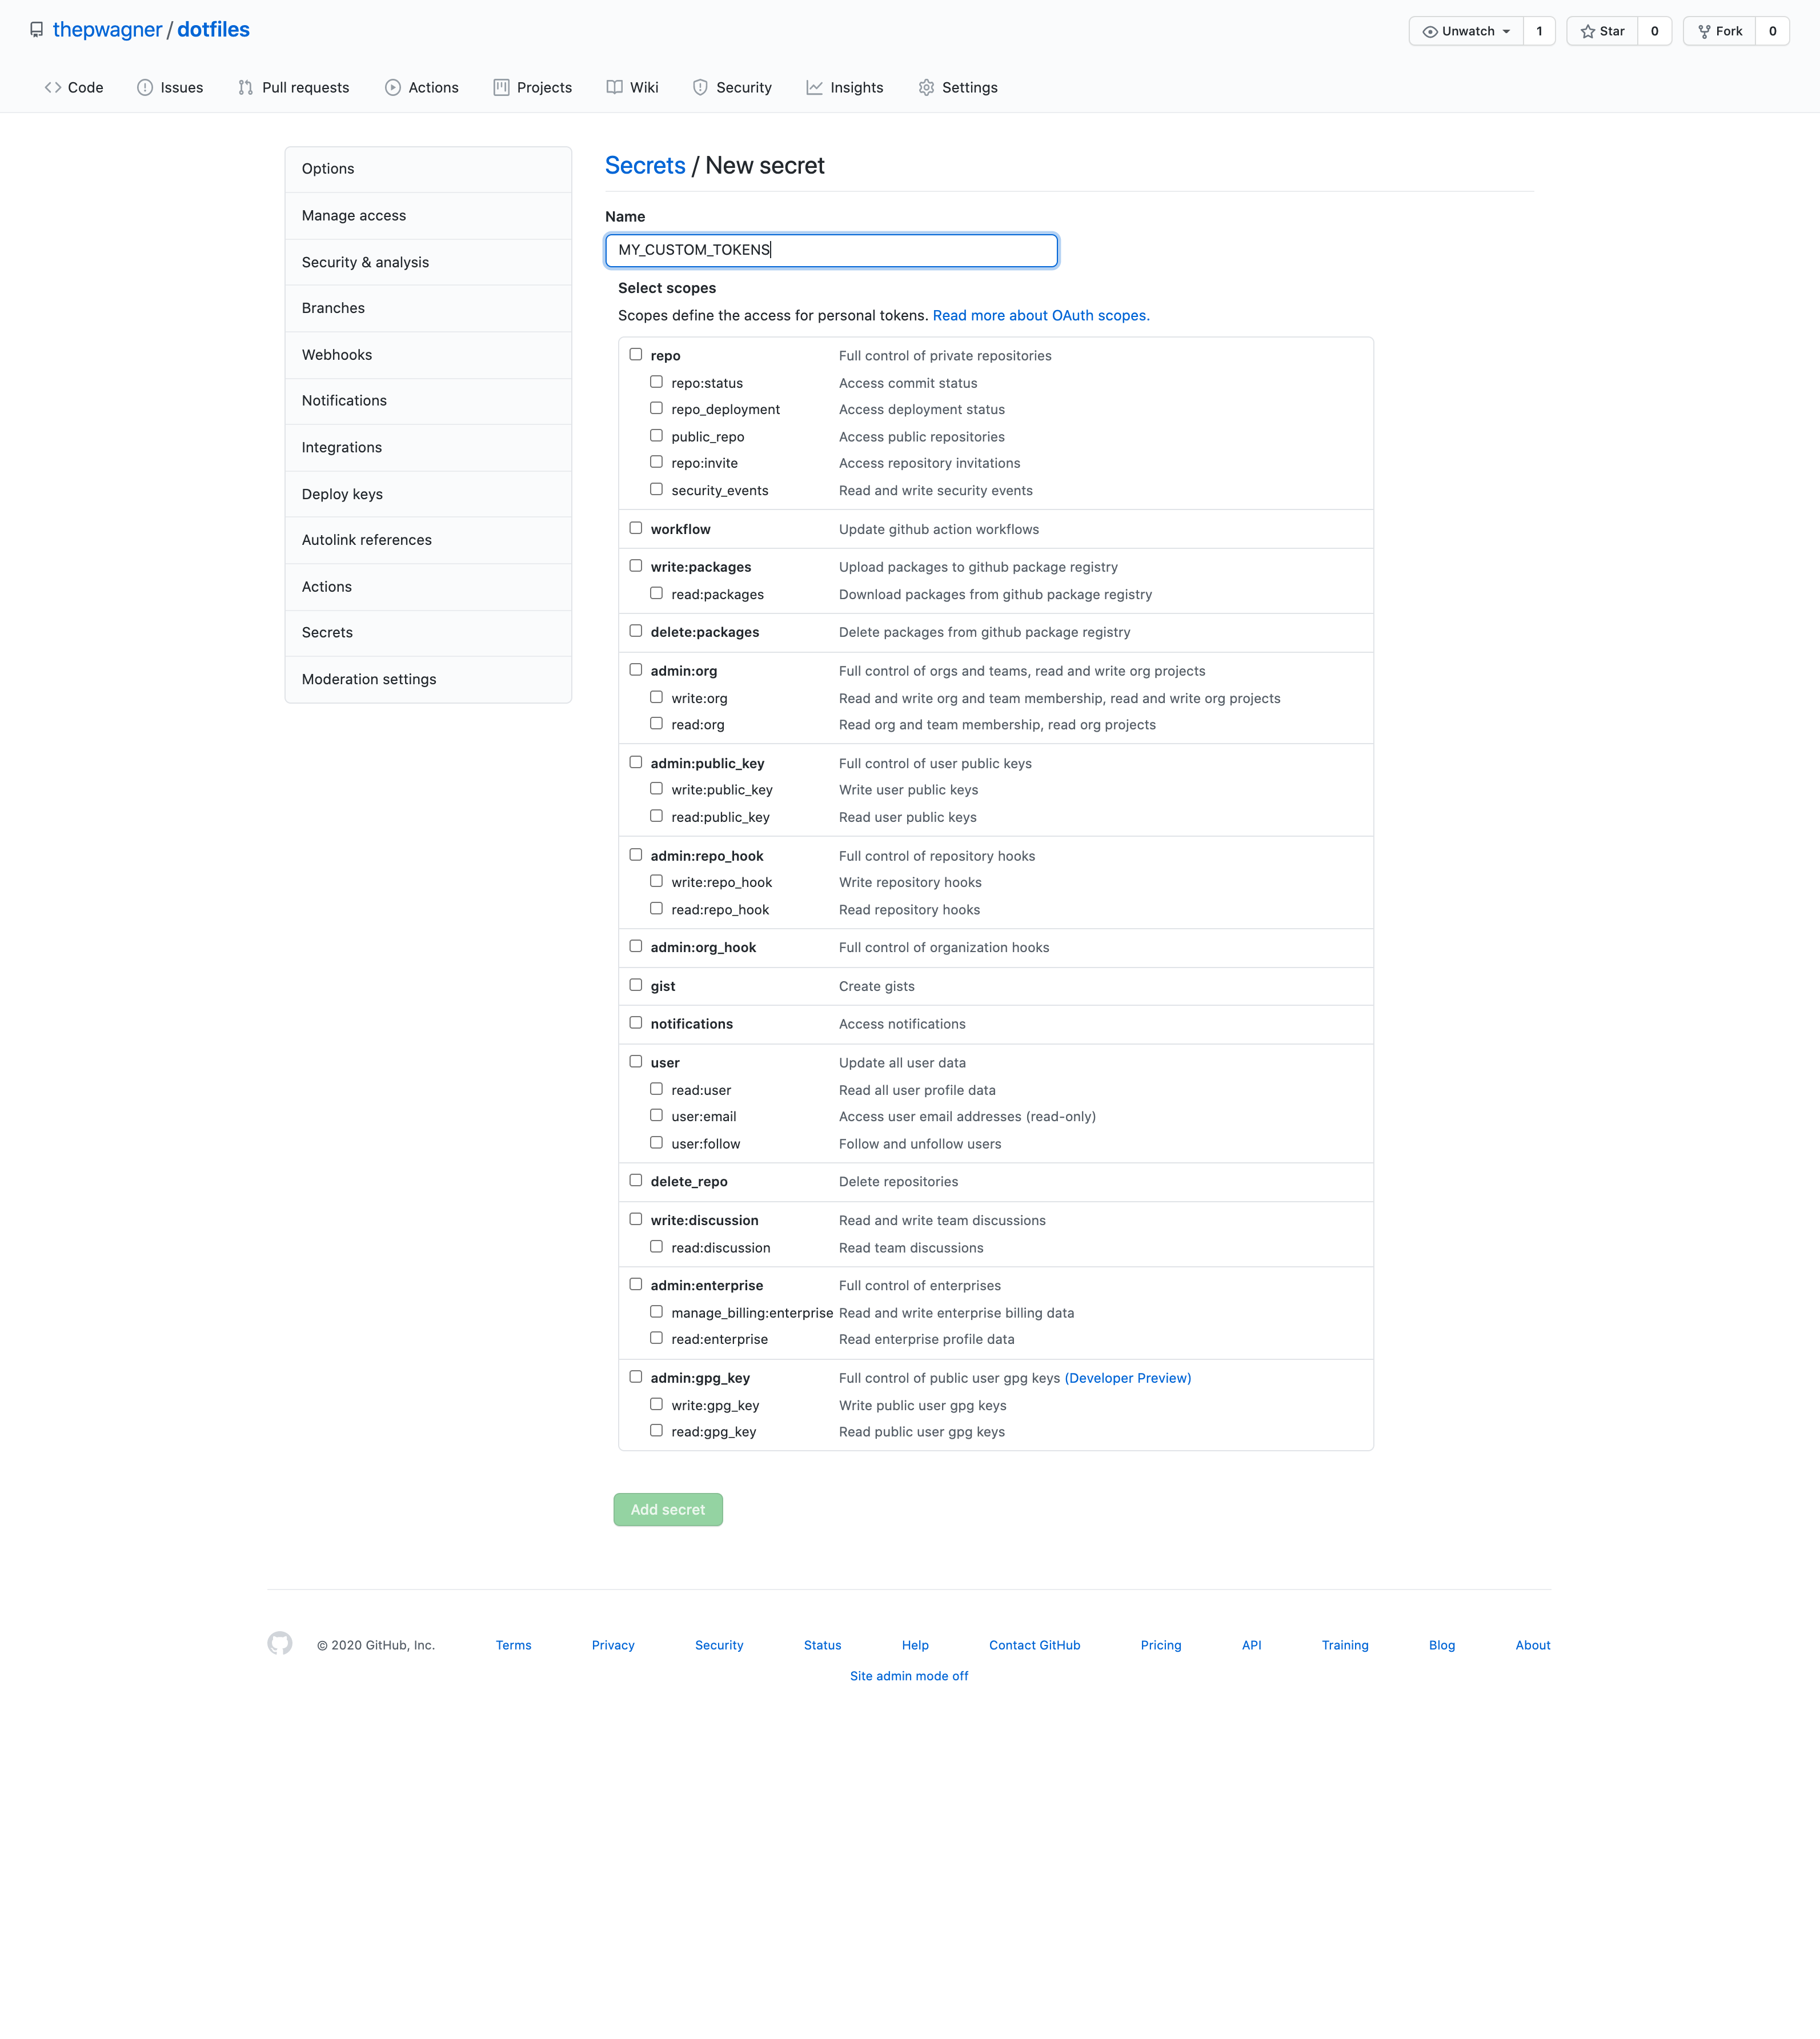 thepwagner / dotfiles
Unwatch 1 Star 0 Fork 0
Code Issues Pull requests Actions Projects Wiki Security Insights Settings
Options
Manage access
Security & analysis
Branches
Webhooks
Notifications
Integrations
Deploy keys
Autolink references
Actions
Secrets
Moderation settings
Secrets / New secret
Name
MY_CUSTOM_TOKENS
Select scopes
Scopes define the access for personal tokens. Read more about OAuth scopes.
repo Full control of private repositories
repo:status Access commit status
repo_deployment Access deployment status
public_repo Access public repositories
repo:invite Access repository invitations
security_events Read and write security events
workflow Update github action workflows
write:packages Upload packages to github package registry
read:packages Download packages from github package registry
delete:packages Delete packages from github package registry
admin:org Full control of orgs and teams, read and write org projects
write:org Read and write org and team membership, read and write org projects
read:org Read org and team membership, read org projects
admin:public_key Full control of user public keys
write:public_key Write user public keys
read:public_key Read user public keys
admin:repo_hook Full control of repository hooks
write:repo_hook Write repository hooks
read:repo_hook Read repository hooks
admin:org_hook Full control of organization hooks
gist Create gists
notifications Access notifications
user Update all user data
read:user Read all user profile data
user:email Access user email addresses (read-only)
user:follow Follow and unfollow users
delete_repo Delete repositories
write:discussion Read and write team discussions
read:discussion Read team discussions
admin:enterprise Full control of enterprises
manage_billing:enterprise Read and write enterprise billing data
read:enterprise Read enterprise profile data
admin:gpg_key Full control of public user gpg keys (Developer Preview)
write:gpg_key Write public user gpg keys
read:gpg_key Read public user gpg keys
Add secret
© 2020 GitHub, Inc. Terms Privacy Security Status Help Contact GitHub Pricing API Training Blog About
Site admin mode off